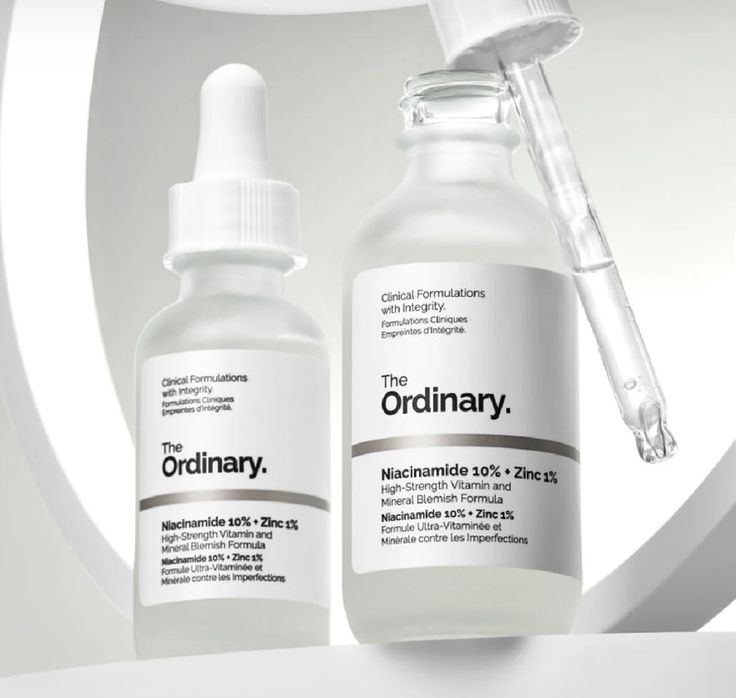 Clinical Formulations
with Integrity.
Formulations Cliniques
Empreintes d'Intégrité.
The
Ordinary.
Niacinamide 10% + Zinc 1%
High-Strength Vitamin and
Mineral Blemish Formula
Niacinamide 10% + Zinc 1%
Formule Ultra-Vitaminée et
Minérale contre les Imperfections
Clinical Formulations
with Integrity.
Formulations Cliniques
Empreintes d'Intégrité.
The
Ordinary.
Niacinamide 10% + Zinc 1%
High-Strength Vitamin and
Mineral Blemish Formula
Niacinamide 10% + Zinc 1%
Formule Ultra-Vitaminée et
Minérale contre les Imperfections